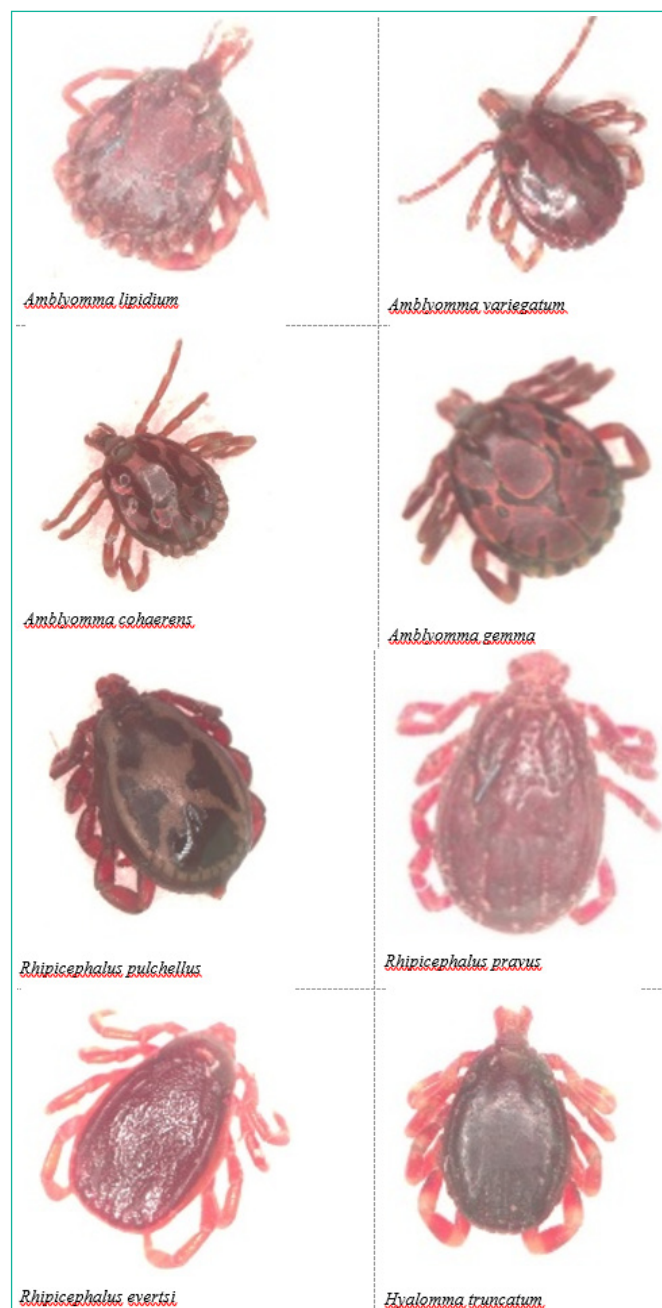 Amblyomma lipidium
Amblyomma variegatum
Amblyomma cohaerens
Amblyomma gemma
Rhipicephalus pulchellus
Rhipicephalus pravus
Rhipicephalus evertsi
Hyalomma truncatum